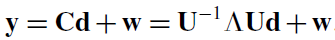 y = Cd + w = U⁻¹ΛUd + w